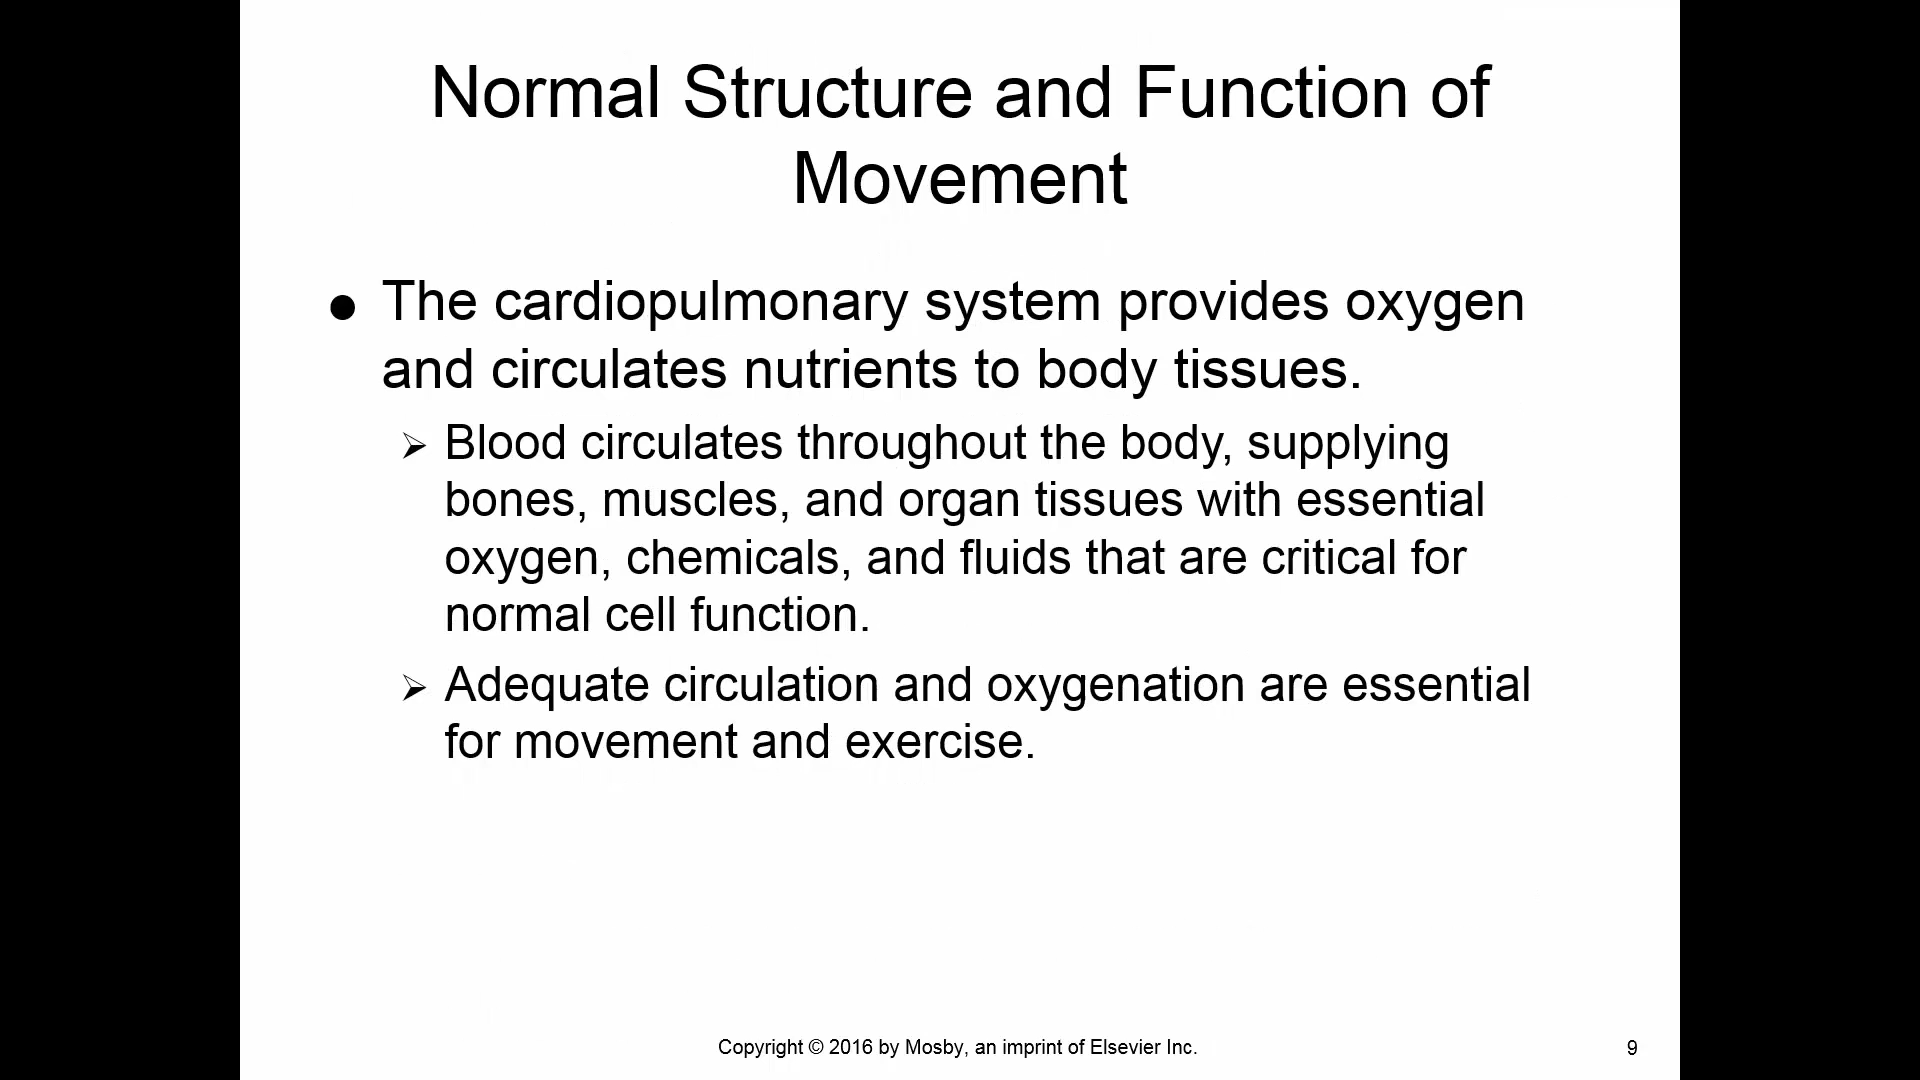 Normal Structure and Function of
Movement
● The cardiopulmonary system provides oxygen
and circulates nutrients to body tissues.
➢ Blood circulates throughout the body, supplying
bones, muscles, and organ tissues with essential
oxygen, chemicals, and fluids that are critical for
normal cell function.
➢ Adequate circulation and oxygenation are essential
for movement and exercise.
Copyright © 2016 by Mosby, an imprint of Elsevier Inc.
9